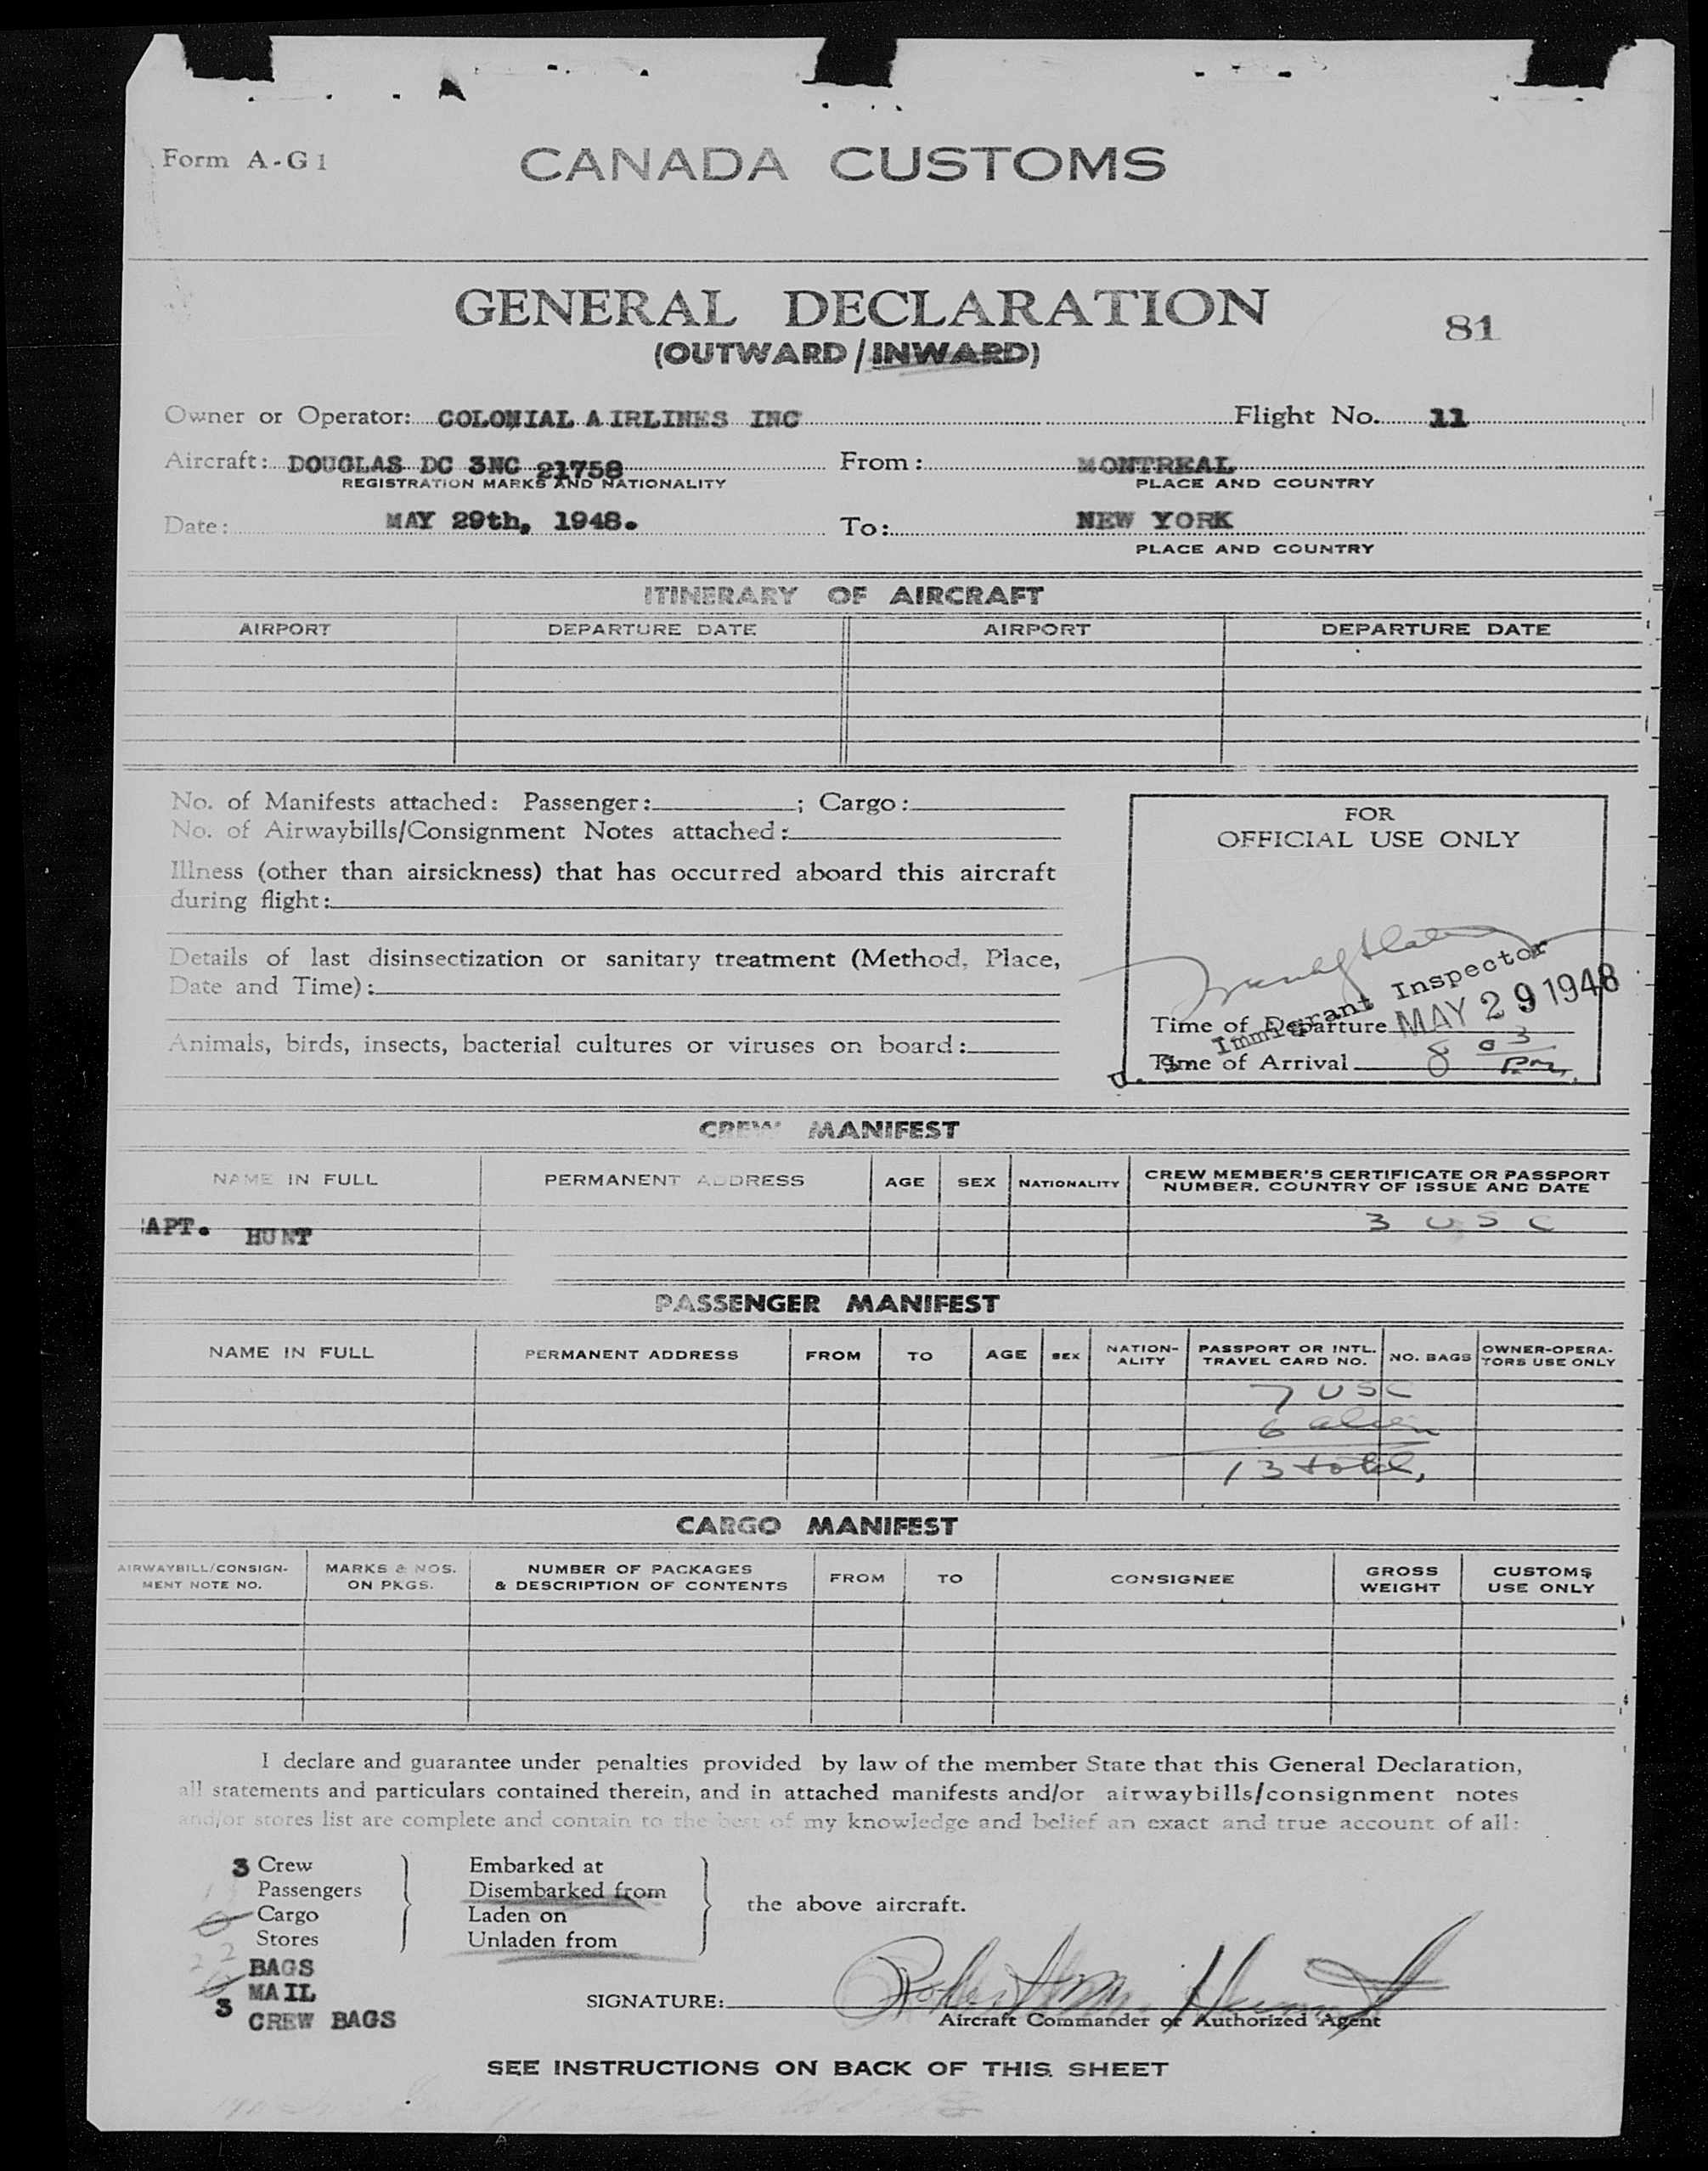 Form A-G1
CANADA CUSTOMS
GENERAL DECLARATION
(OUTWARD / INWARD)
81
Owner or Operator: COLONIAL AIRLINES INC Flight No. 11
Aircraft: DOUGLAS DC 3NC 21758 From: MONTREAL
REGISTRATION MARKS AND NATIONALITY PLACE AND COUNTRY
Date: MAY 29th, 1948. To: NEW YORK
PLACE AND COUNTRY
ITINERARY OF AIRCRAFT
AIRPORT DEPARTURE DATE AIRPORT DEPARTURE DATE
No. of Manifests attached: Passenger: ; Cargo:
No. of Airwaybills/Consignment Notes attached:
Illness (other than airsickness) that has occurred aboard this aircraft
during flight:
Details of last disinsectization or sanitary treatment (Method, Place,
Date and Time):
Animals, birds, insects, bacterial cultures or viruses on board:
FOR
OFFICIAL USE ONLY
U. S. Immigrant Inspector
Time of Departure MAY 29 1948
Time of Arrival 8 03 P.m.
CREW MANIFEST
NAME IN FULL PERMANENT ADDRESS AGE SEX NATIONALITY CREW MEMBER'S CERTIFICATE OR PASSPORT
NUMBER, COUNTRY OF ISSUE AND DATE
APT. HUNT 3 USC
PASSENGER MANIFEST
NAME IN FULL PERMANENT ADDRESS FROM TO AGE SEX NATION-
ALITY PASSPORT OR INTL.
TRAVEL CARD NO. NO. BAGS OWNER-OPERA-
TORS USE ONLY
7 USC
6 alien
13 total,
CARGO MANIFEST
AIRWAYBILL/CONSIGN-
MENT NOTE NO. MARKS & NOS.
ON PKGS. NUMBER OF PACKAGES
& DESCRIPTION OF CONTENTS FROM TO CONSIGNEE GROSS
WEIGHT CUSTOMS
USE ONLY
I declare and guarantee under penalties provided by law of the member State that this General Declaration,
all statements and particulars contained therein, and in attached manifests and/or airwaybills/consignment notes
and/or stores list are complete and contain to the best of my knowledge and belief an exact and true account of all:
3 Crew Embarked at
13 Passengers Disembarked from
0 Cargo Laden on
Stores Unladen from
the above aircraft.
22 BAGS
0 MAIL
3 CREW BAGS
SIGNATURE: Robert M. Hunt
Aircraft Commander or Authorized Agent
SEE INSTRUCTIONS ON BACK OF THIS SHEET